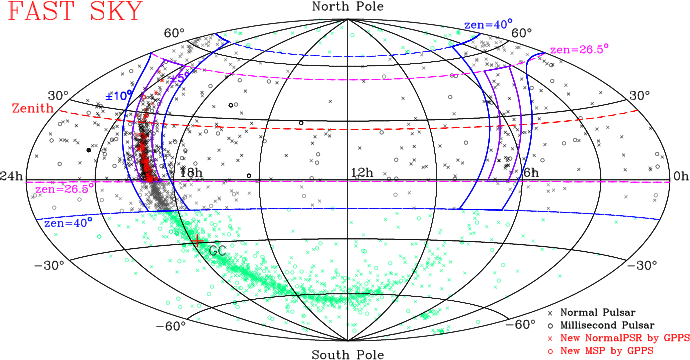 FAST SKY
North Pole
zen=40°
60°
60°
zen=26.5°
±5°
30°
±10°
30°
Zenith
24h
18h
12h
6h
0h
zen=26.5°
zen=40°
GC
−30°
−30°
−60°
−60°
South Pole
× Normal Pulsar
○ Millisecond Pulsar
× New NormalPSR by GPPS
○ New MSP by GPPS